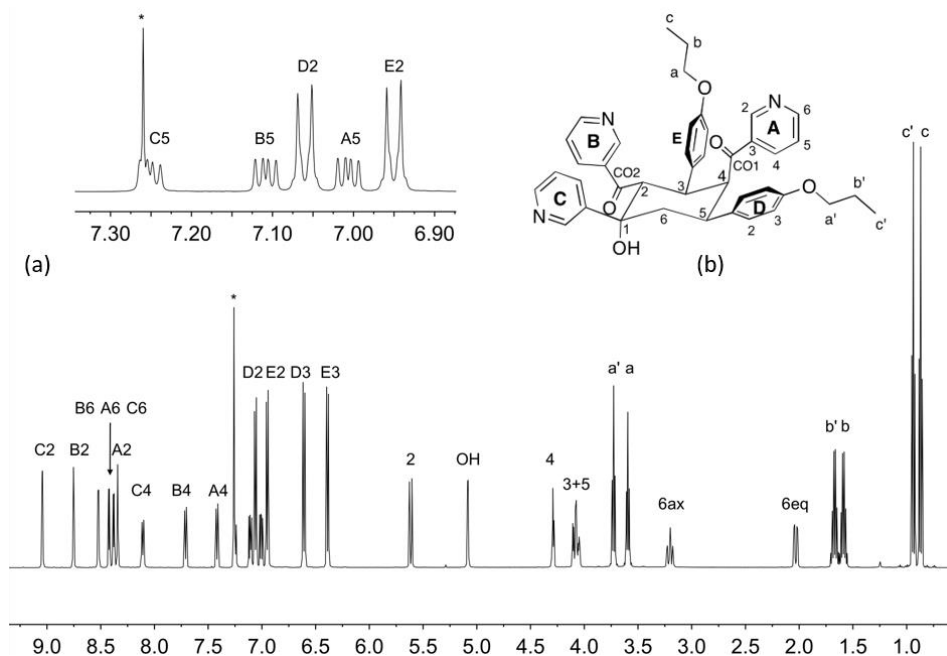 *
C5
B5
D2
A5
E2
7.30 7.20 7.10 7.00 6.90
(a)
c
b
a
O
N
2
6
A
3
5
4
O
CO1
N
B
E
CO2
O
C
N
2
3
4
5
6
1
OH
D
2
3
O
a'
b'
c'
(b)
*
c' c
C2
B2
B6 A6 C6
A2
C4
B4
A4
D2 E2 D3 E3
2
OH
4
3+5
a' a
6ax
6eq
b' b
9.0 8.5 8.0 7.5 7.0 6.5 6.0 5.5 5.0 4.5 4.0 3.5 3.0 2.5 2.0 1.5 1.0